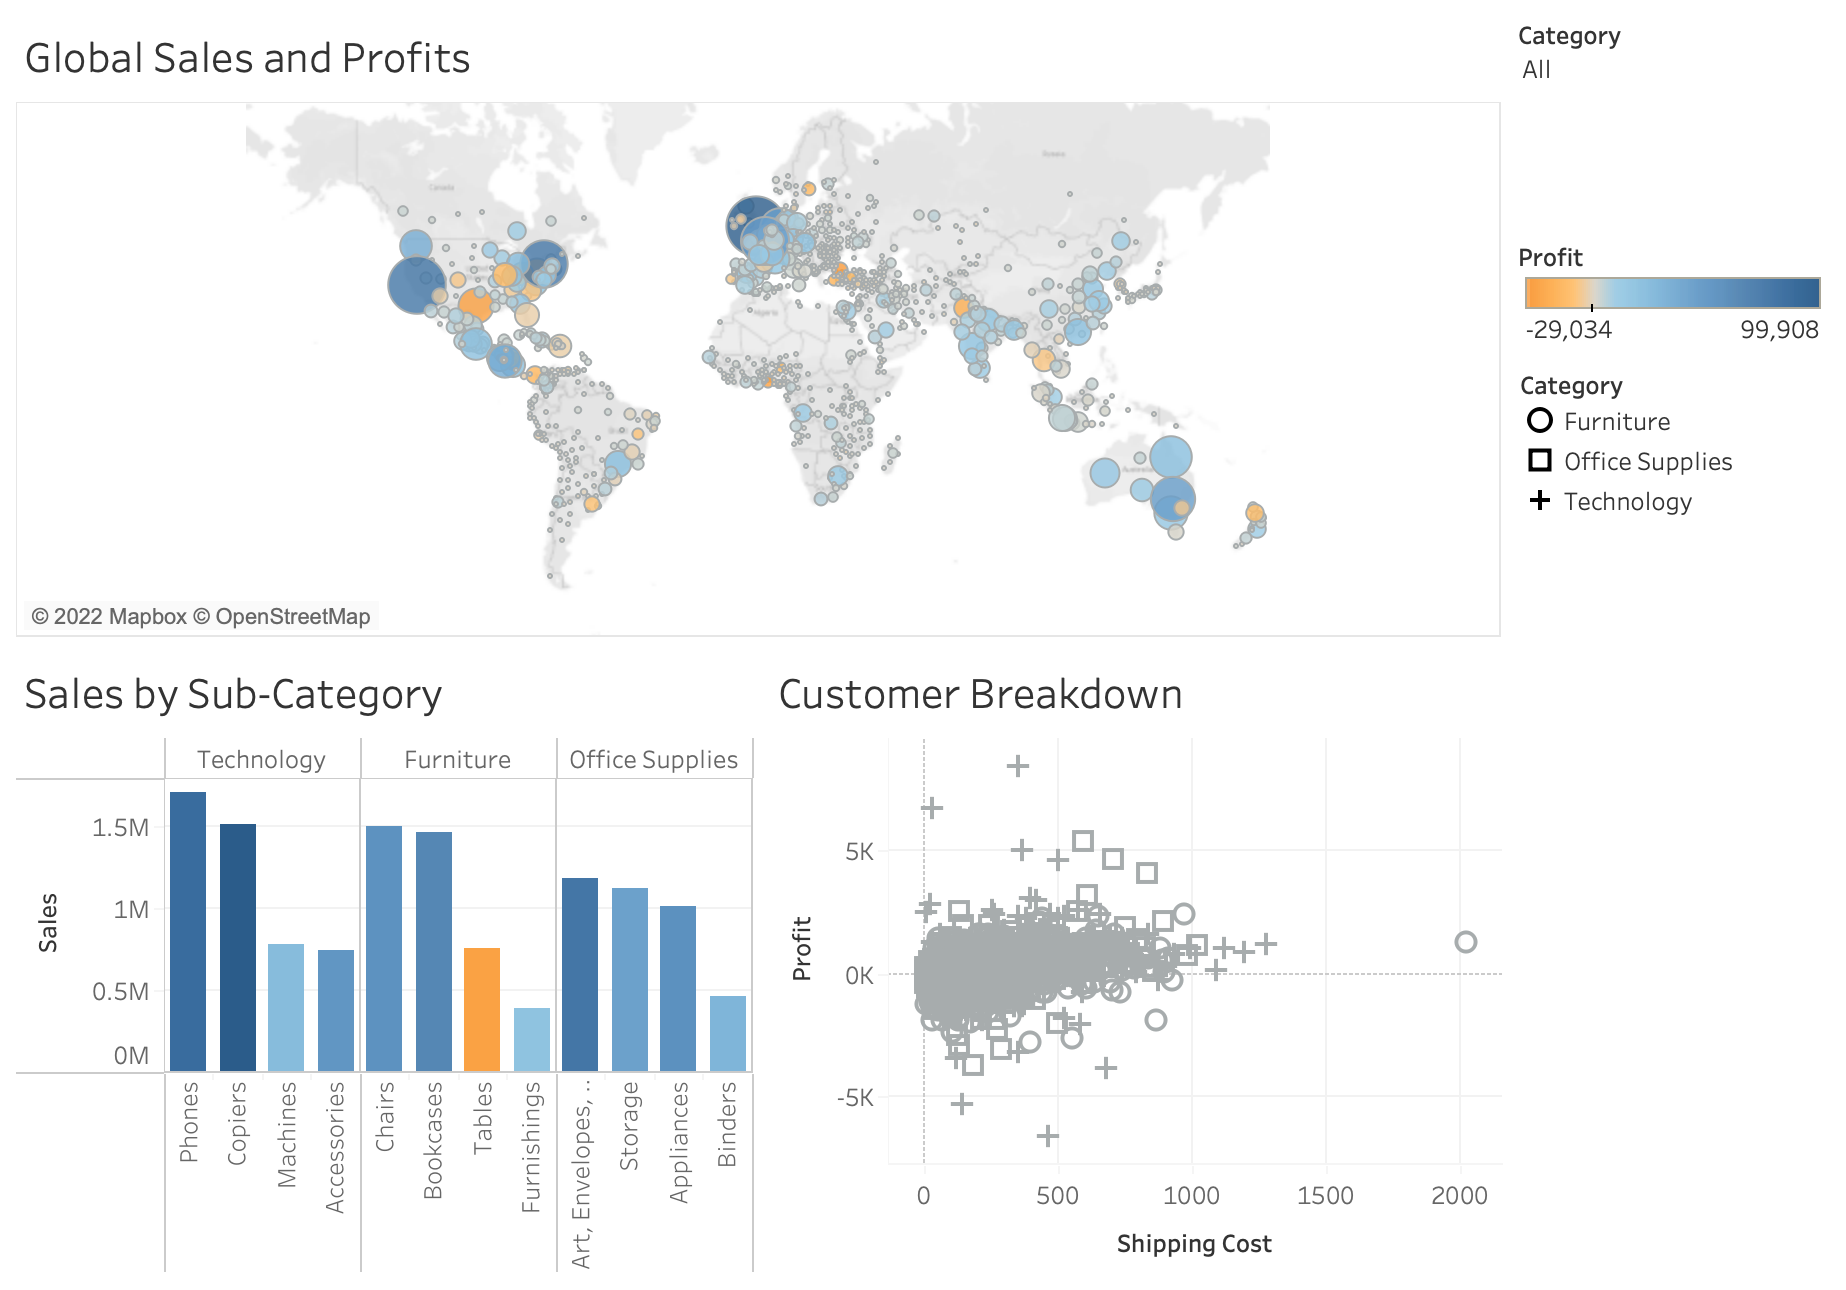 Global Sales and Profits
Category
All
Canada
Algeria
© 2022 Mapbox © OpenStreetMap
Profit
-29,034 99,908
Category
Furniture
Office Supplies
Technology
Sales by Sub-Category
Technology Furniture Office Supplies
Sales
1.5M
1M
0.5M
0M
Phones
Copiers
Machines
Accessories
Chairs
Bookcases
Tables
Furnishings
Art, Envelopes, ..
Storage
Appliances
Binders
Customer Breakdown
Profit
5K
0K
-5K
0 500 1000 1500 2000
Shipping Cost